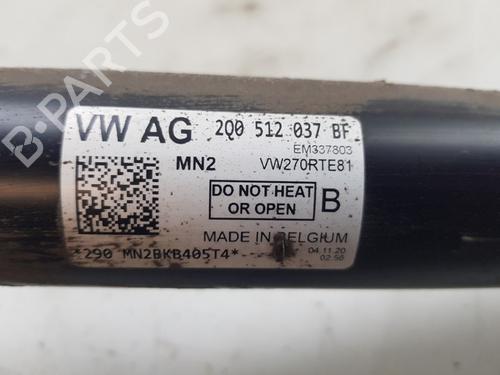 VW AG 2Q0 512 037 BF
EM337803
MN2 VW270RTE81
DO NOT HEAT
OR OPEN
B
MADE IN BELGIUM
*290 MN2BKB405T4*
04.11.20
02:56